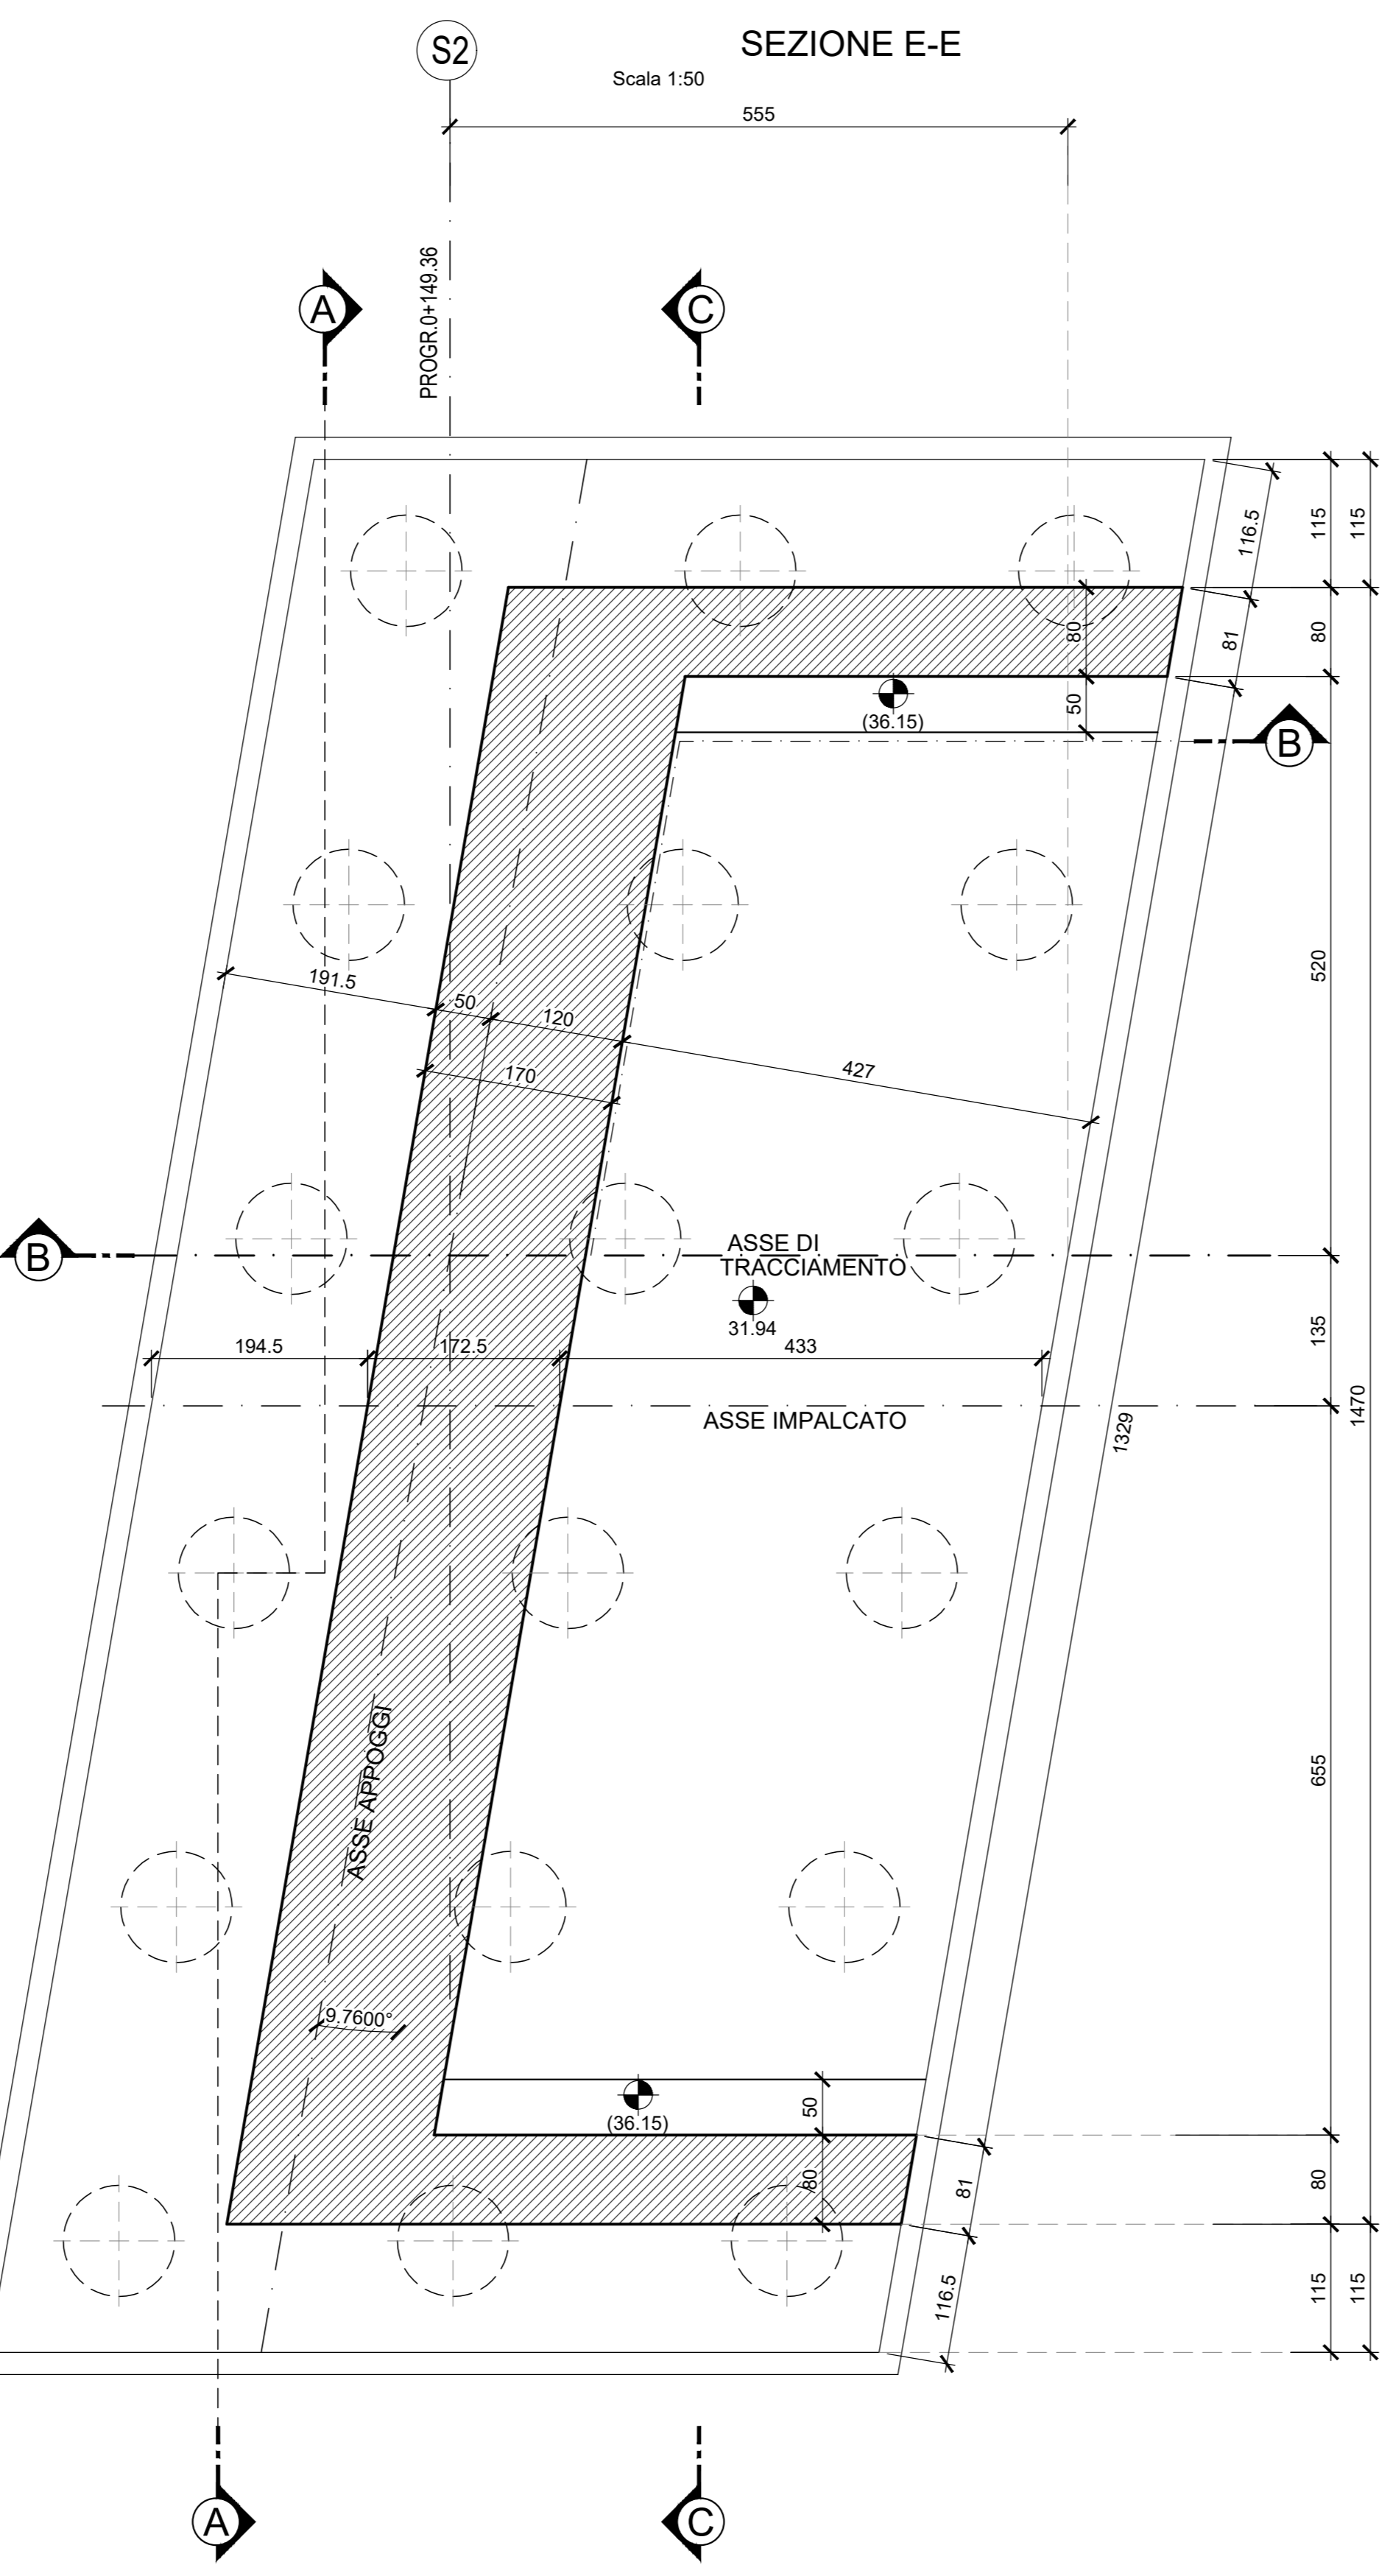 S2
SEZIONE E-E
Scala 1:50
555
PROGR.0+149.36
A
C
116.5
115
115
80
81
80
(36.15)
50
B
191.5
50
120
520
170
427
B
ASSE DI
TRACCIAMENTO
31.94
135
194.5
172.5
433
ASSE IMPALCATO
1329
1470
655
ASSE APPOGGI
9.7600°
50
(36.15)
80
81
80
116.5
115
115
A
C